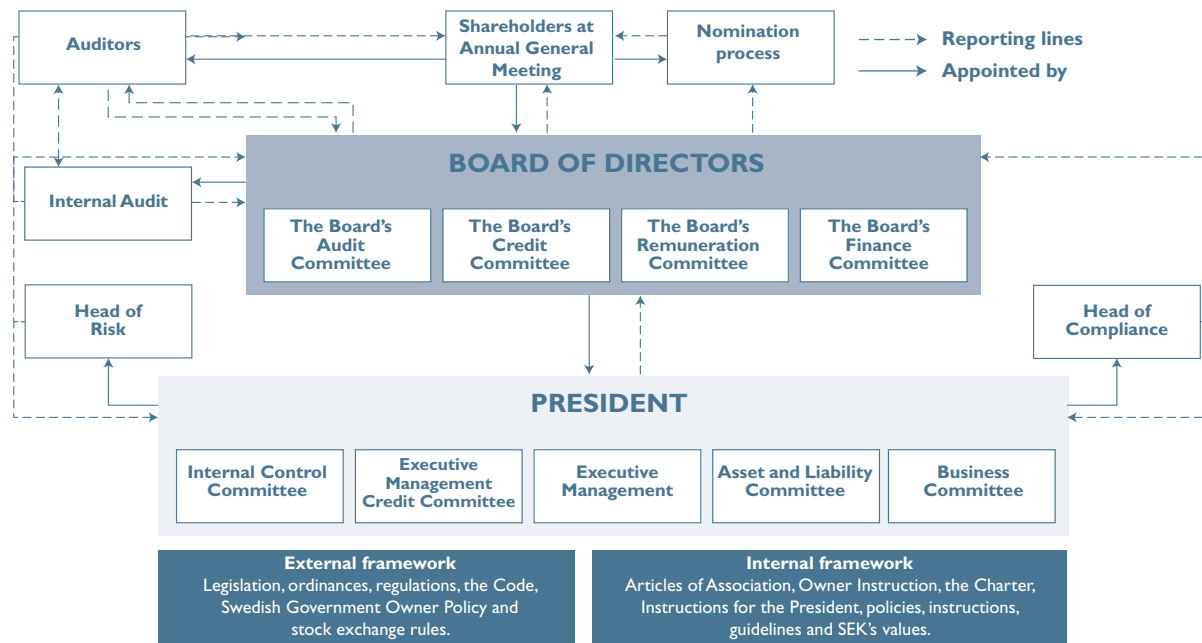 Auditors
Shareholders at
Annual General
Meeting
Nomination
process
Reporting lines
Appointed by
BOARD OF DIRECTORS
Internal Audit
The Board's
Audit
Committee
The Board's
Credit
Committee
The Board's
Remuneration
Committee
The Board's
Finance
Committee
Head of
Risk
Head of
Compliance
PRESIDENT
Internal Control
Committee
Executive
Management
Credit Committee
Executive
Management
Asset and Liability
Committee
Business
Committee
External framework
Legislation, ordinances, regulations, the Code,
Swedish Government Owner Policy and
stock exchange rules.
Internal framework
Articles of Association, Owner Instruction, the Charter,
Instructions for the President, policies, instructions,
guidelines and SEK's values.